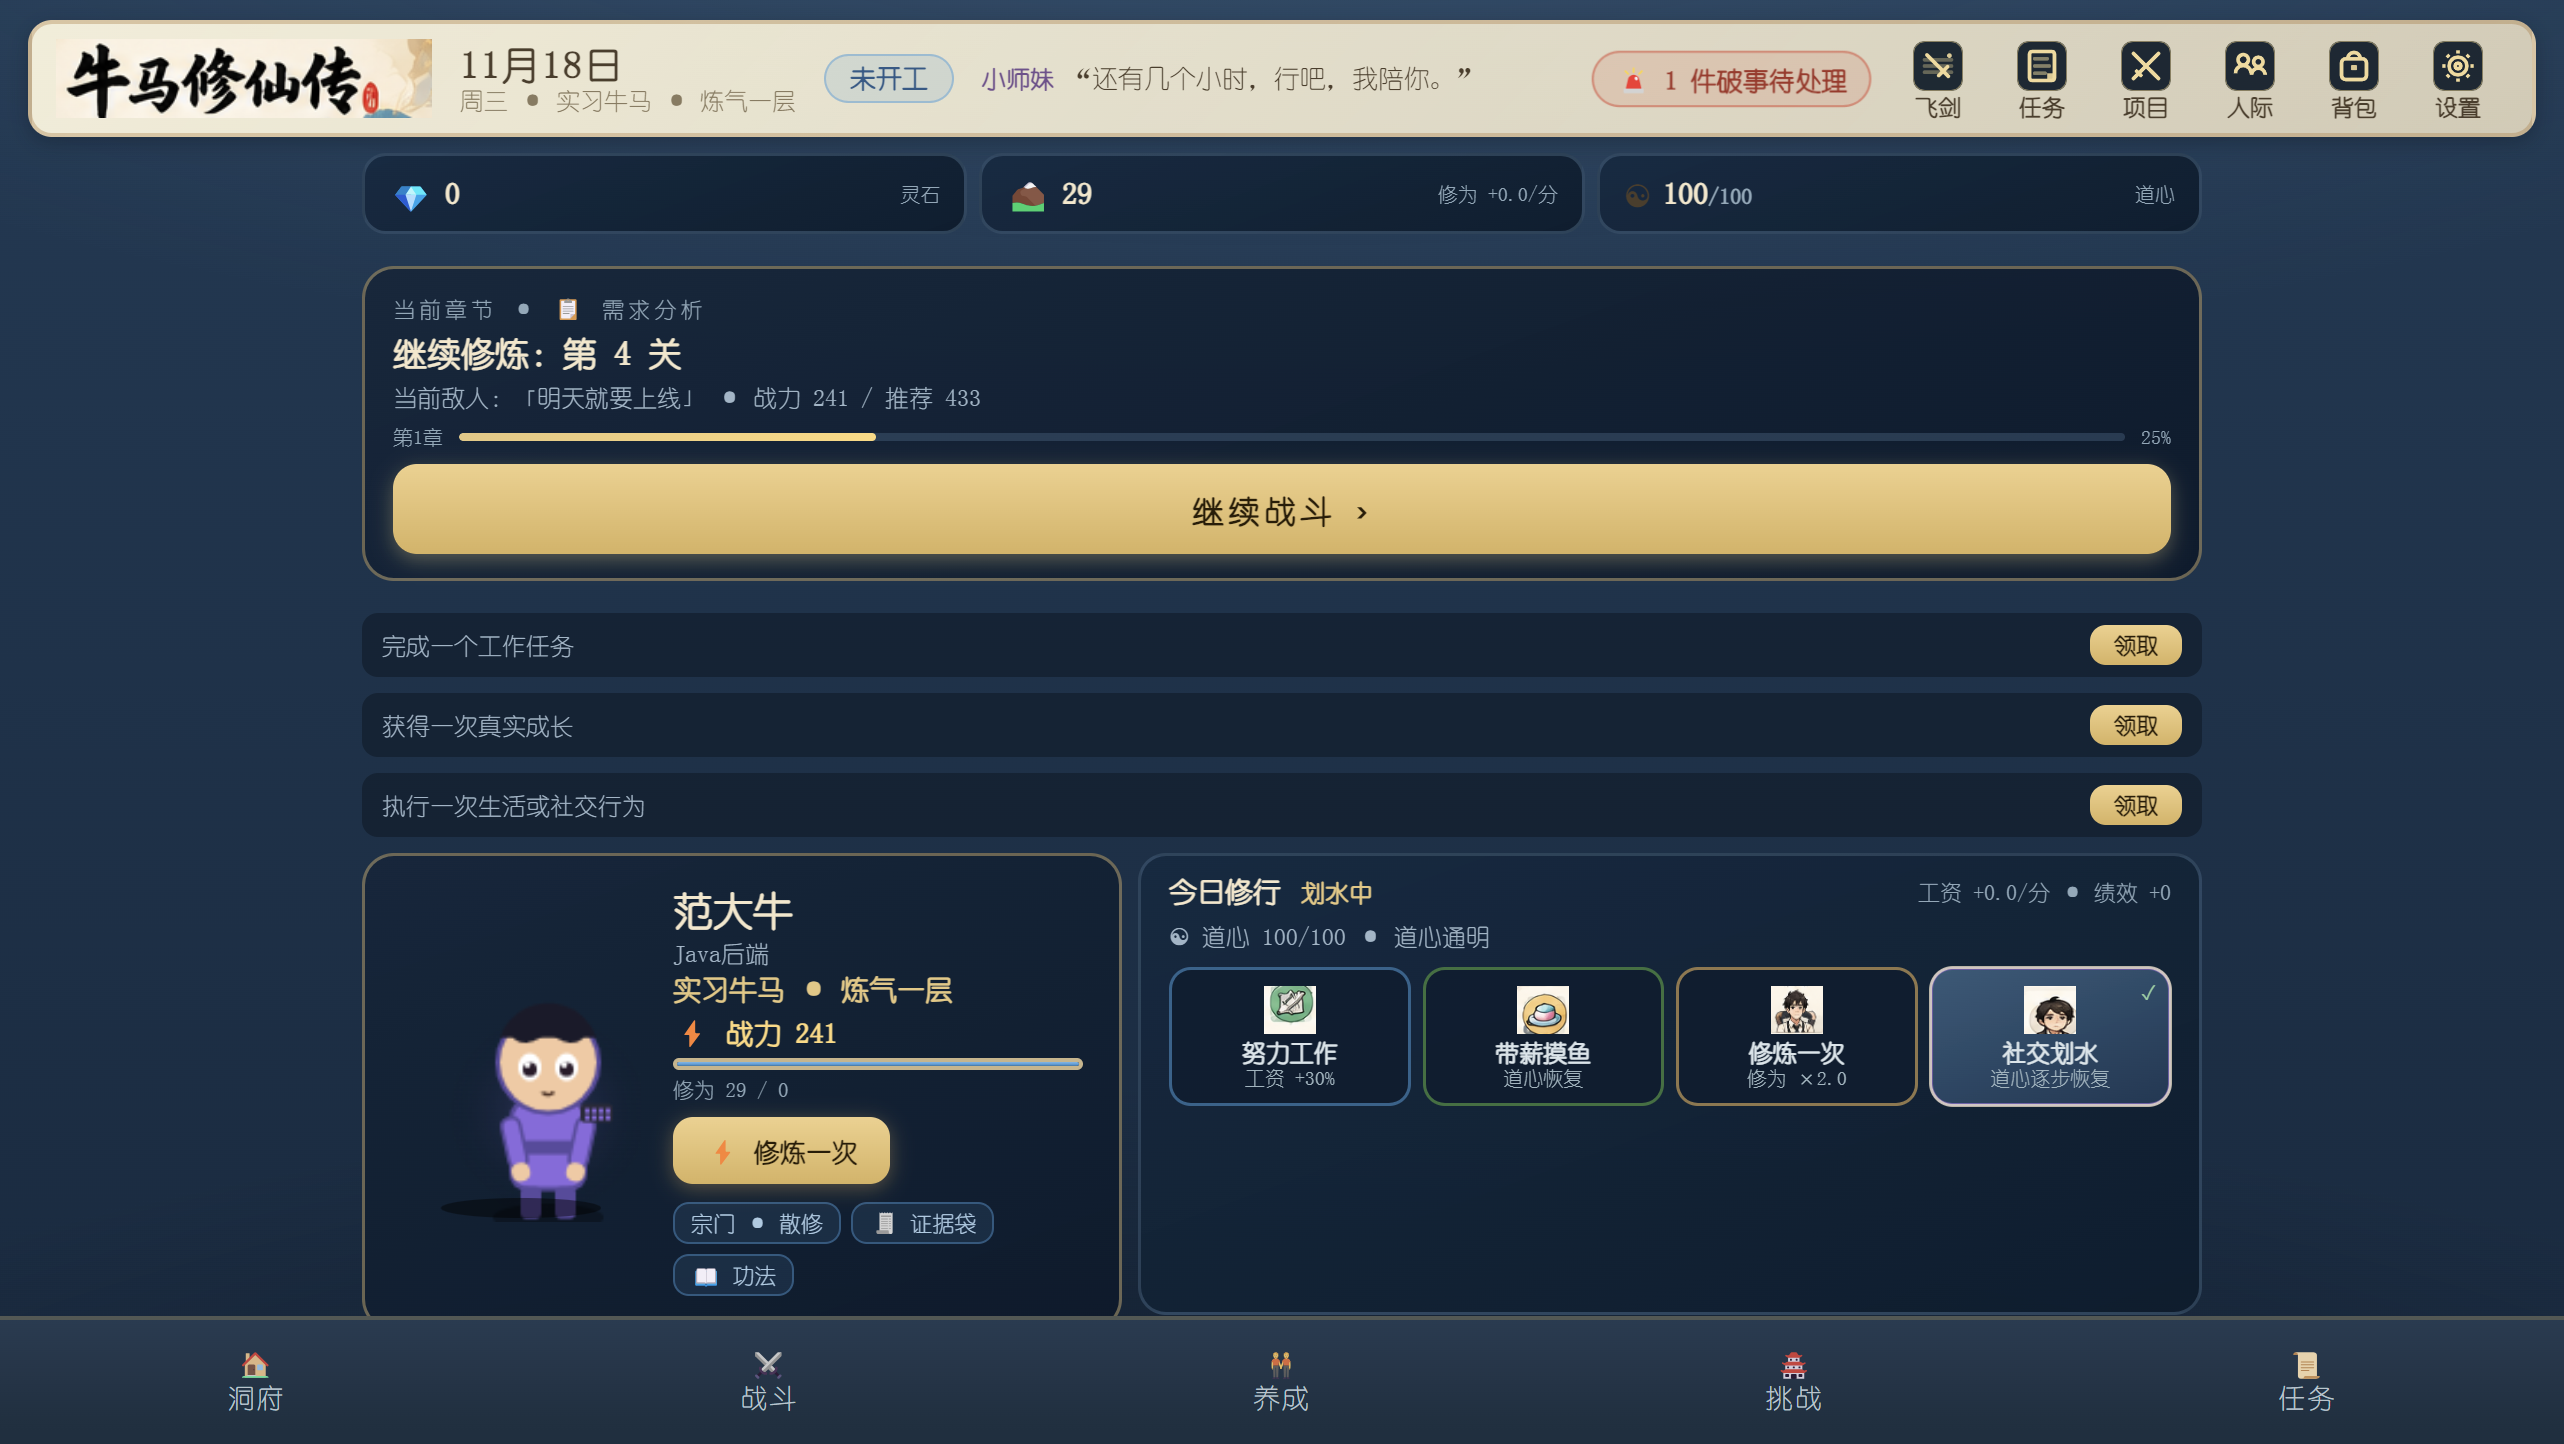 牛马修仙传
11月18日
周三 • 实习牛马 • 炼气一层
未开工
小师妹 “还有几个小时，行吧，我陪你。”
1 件破事待处理
飞剑
任务
项目
人际
背包
设置
0 灵石
29 修为 +0.0/分
100/100 道心
当前章节 • 需求分析
继续修炼：第 4 关
当前敌人：「明天就要上线」 • 战力 241 / 推荐 433
第1章 25%
继续战斗 ›
完成一个工作任务 领取
获得一次真实成长 领取
执行一次生活或社交行为 领取
范大牛
Java后端
实习牛马 • 炼气一层
战力 241
修为 29 / 0
修炼一次
宗门 • 散修
证据袋
功法
今日修行 划水中 工资 +0.0/分 • 绩效 +0
道心 100/100 • 道心通明
努力工作
工资 +30%
带薪摸鱼
道心恢复
修炼一次
修为 ×2.0
✓
社交划水
道心逐步恢复
洞府
战斗
养成
挑战
任务